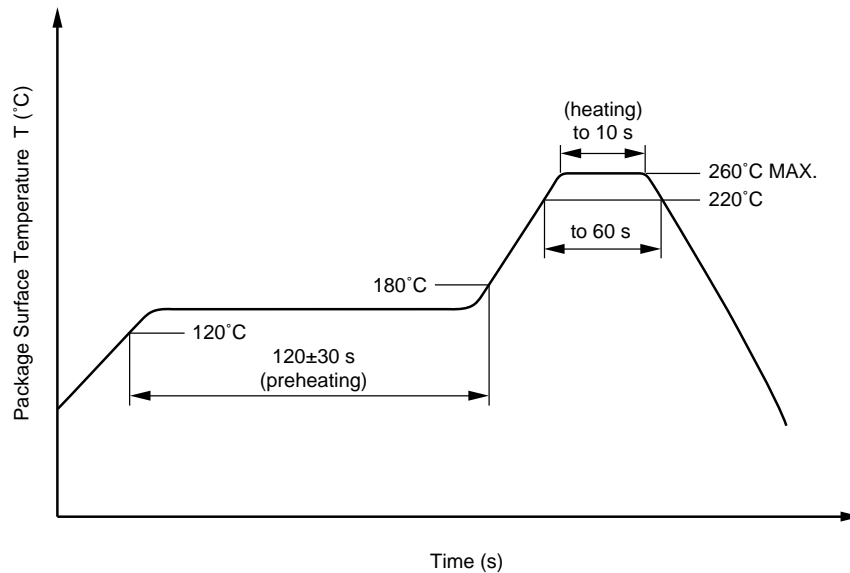 Package Surface Temperature T (˚C)
(heating)
to 10 s
260˚C MAX.
220˚C
to 60 s
180˚C
120˚C
120±30 s
(preheating)
Time (s)